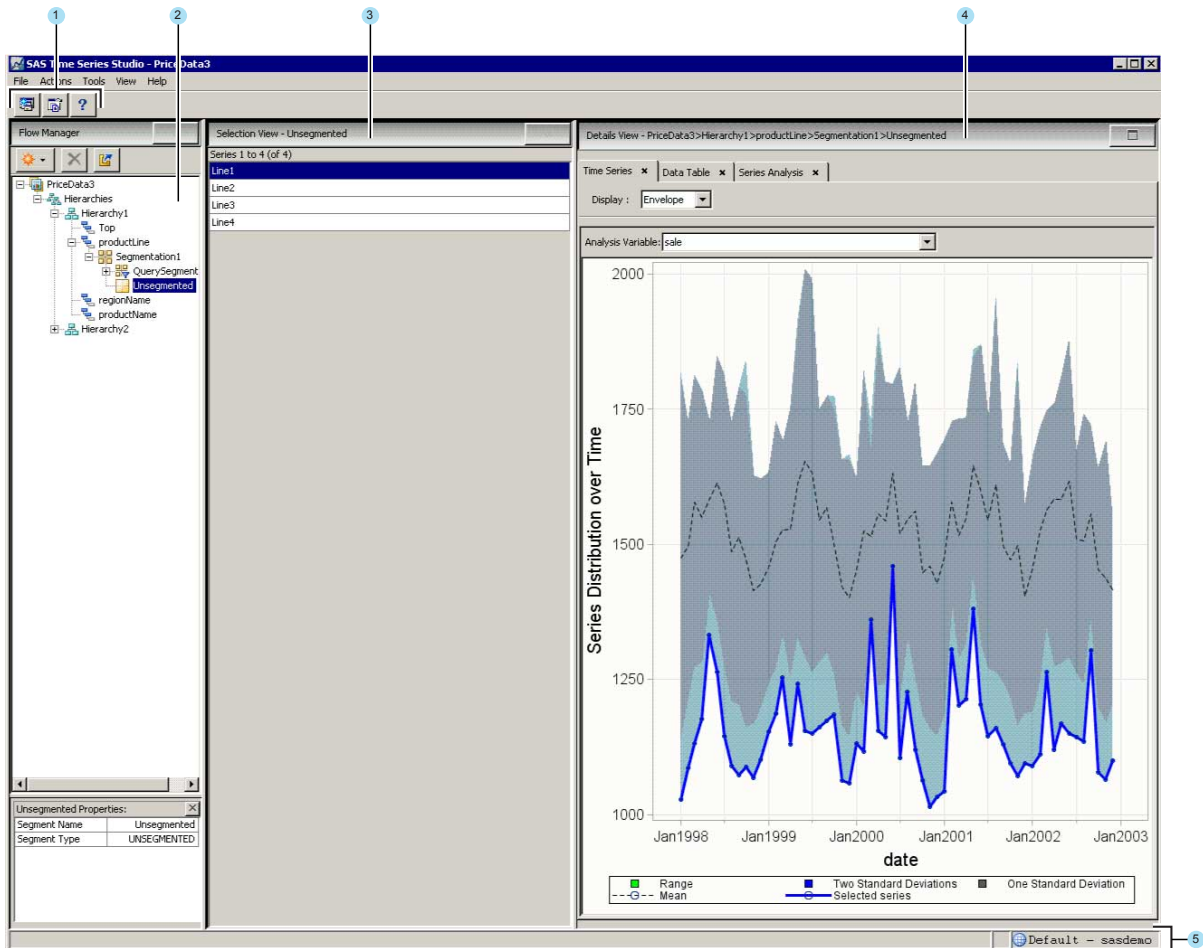 1
2
3
4
SAS Time Series Studio - PriceData3
File Actions Tools View Help
?
Flow Manager
Selection View - Unsegmented
Details View - PriceData3>Hierarchy1>productLine>Segmentation1>Unsegmented
Series 1 to 4 (of 4)
Line1
Line2
Line3
Line4
PriceData3
Hierarchies
Hierarchy1
Top
productLine
Segmentation1
QuerySegment
Unsegmented
regionName
productName
Hierarchy2
Time Series
Data Table
Series Analysis
Display : Envelope
Analysis Variable: sale
Series Distribution over Time
2000
1750
1500
1250
1000
Jan1998 Jan1999 Jan2000 Jan2001 Jan2002 Jan2003
date
Range Two Standard Deviations One Standard Deviation
Mean Selected series
Unsegmented Properties:
Segment Name Unsegmented
Segment Type UNSEGMENTED
Default - sasdemo
5